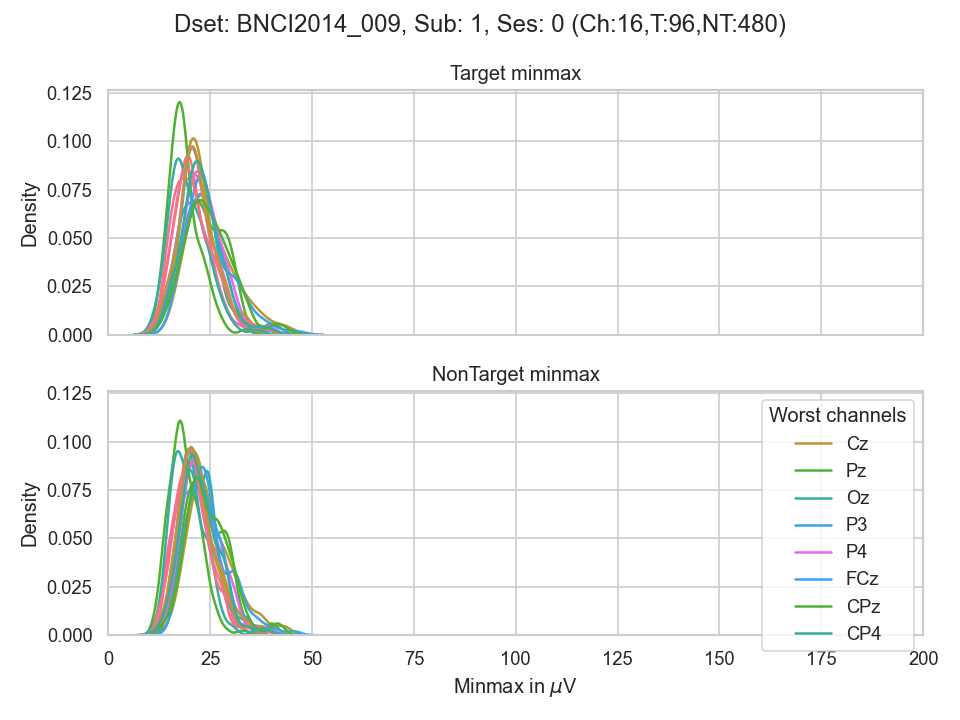 Dset: BNCI2014_009, Sub: 1, Ses: 0 (Ch:16,T:96,NT:480)
Target minmax
0.125
0.100
0.075
0.050
0.025
0.000
Density
NonTarget minmax
0.125
0.100
0.075
0.050
0.025
0.000
Density
Worst channels
Cz
Pz
Oz
P3
P4
FCz
CPz
CP4
0 25 50 75 100 125 150 175 200
Minmax in μV